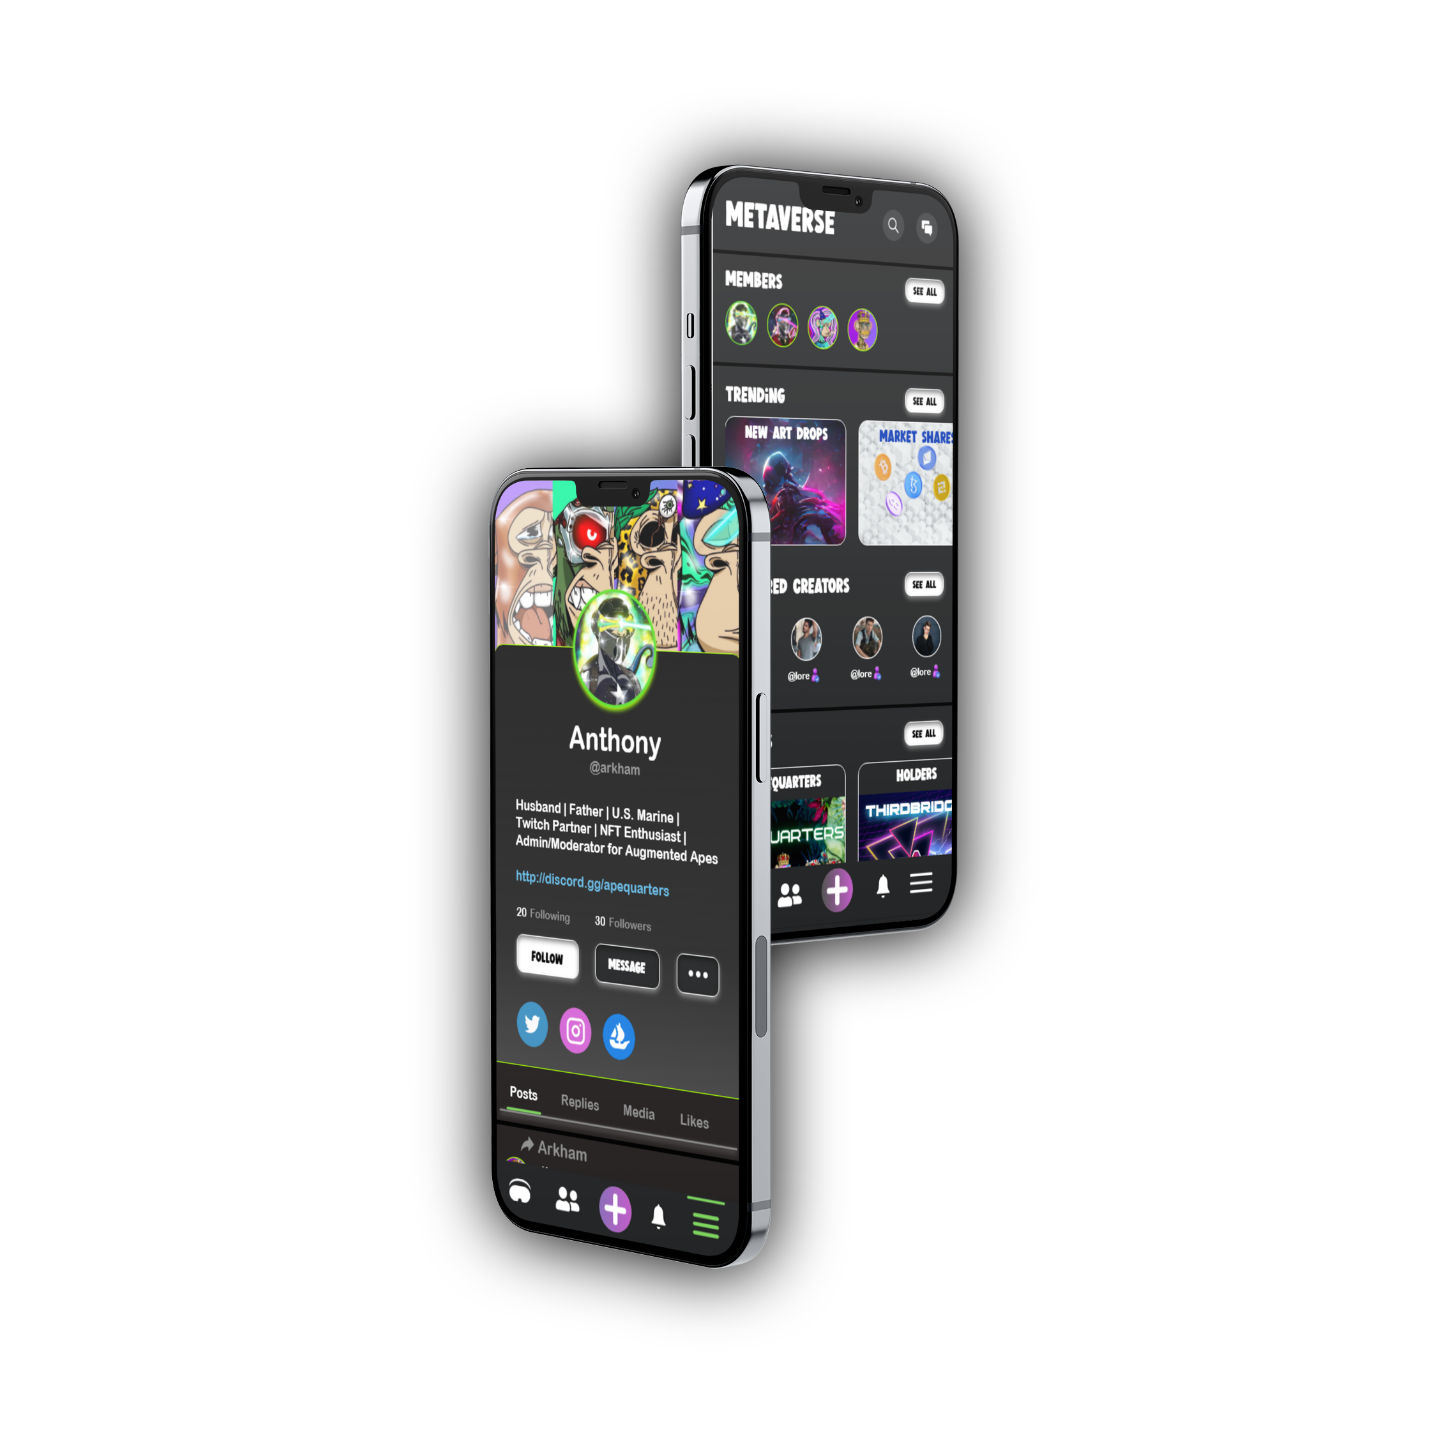 METAVERSE
MEMBERS
SEE ALL
TRENDING
SEE ALL
NEW ART DROPS
MARKET SHARES
RED CREATORS
SEE ALL
@lore
@lore
@lore
S
SEE ALL
QUARTERS
HOLDERS
UARTERS
THIRDBRIDG
Anthony
@arkham
Husband | Father | U.S. Marine |
Twitch Partner | NFT Enthusiast |
Admin/Moderator for Augmented Apes
http://discord.gg/apequarters
20 Following
30 Followers
FOLLOW
MESSAGE
Posts
Replies
Media
Likes
Arkham